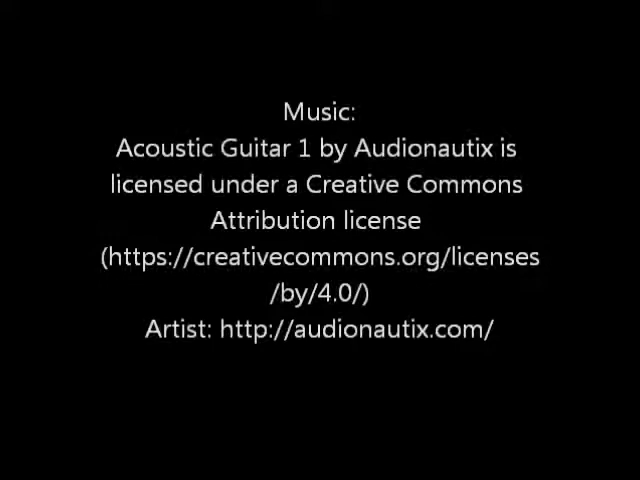 Music:
Acoustic Guitar 1 by Audionautix is
licensed under a Creative Commons
Attribution license
(https://creativecommons.org/licenses
/by/4.0/)
Artist: http://audionautix.com/